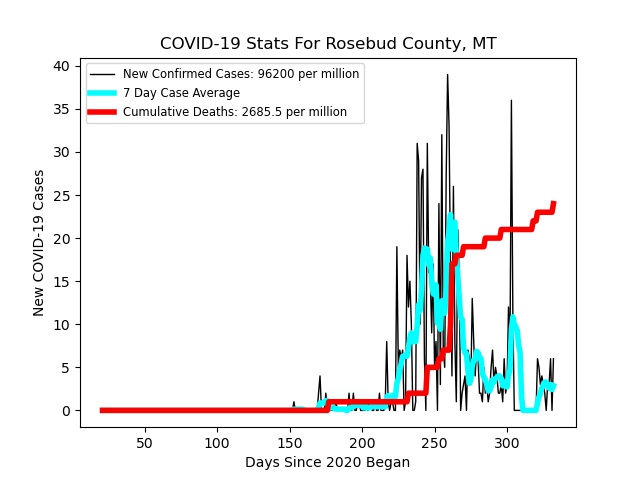 COVID-19 Stats For Rosebud County, MT
New Confirmed Cases: 96200 per million
7 Day Case Average
Cumulative Deaths: 2685.5 per million
New COVID-19 Cases
40
35
30
25
20
15
10
5
0
50
100
150
200
250
300
Days Since 2020 Began